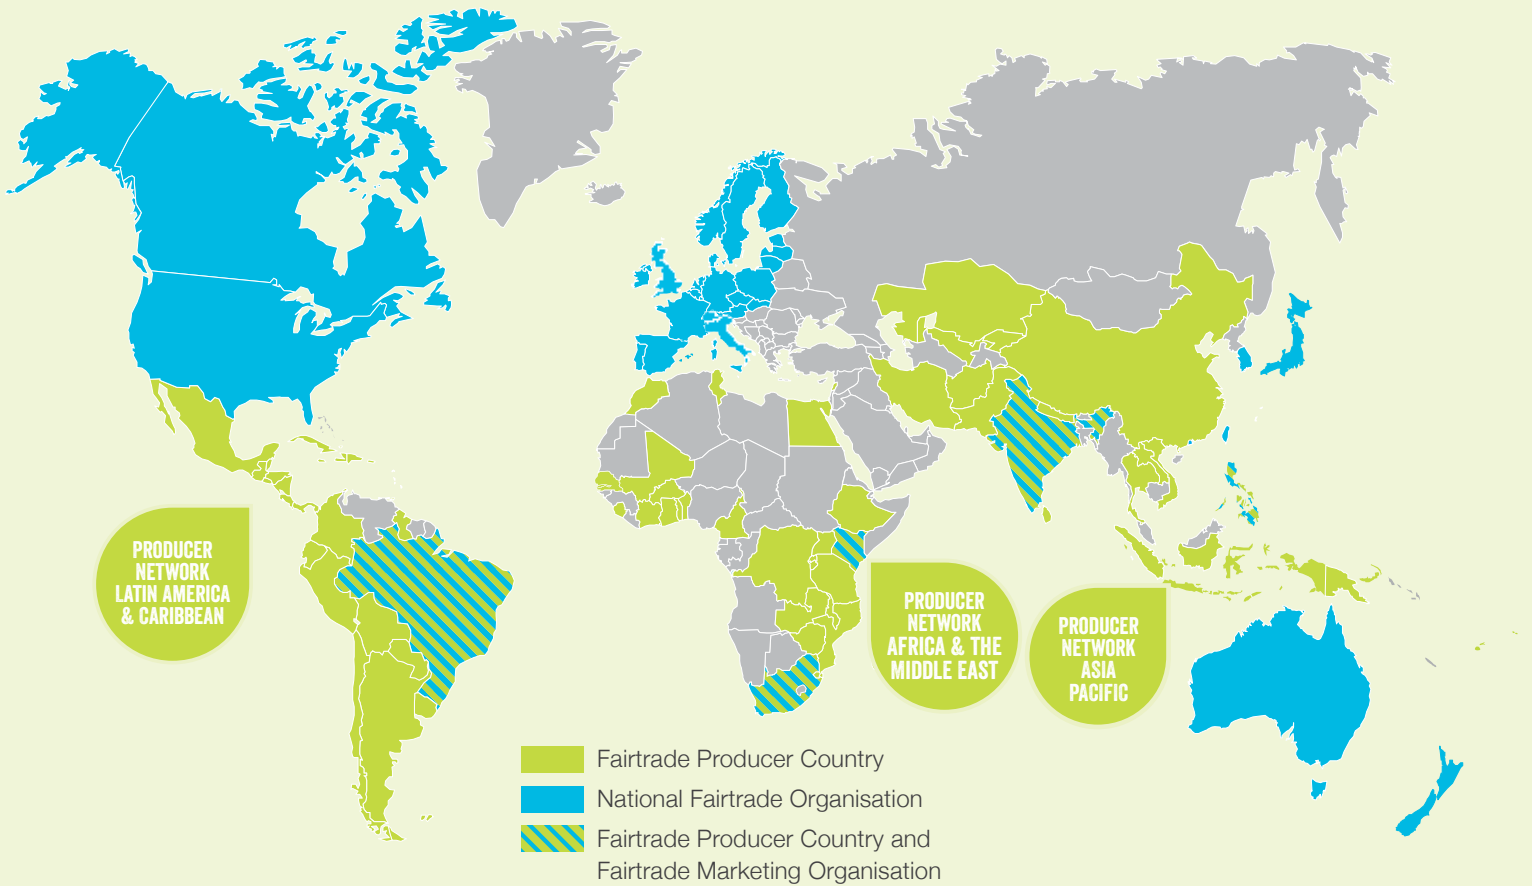 PRODUCER
NETWORK
LATIN AMERICA
& CARIBBEAN
PRODUCER
NETWORK
AFRICA & THE
MIDDLE EAST
PRODUCER
NETWORK
ASIA
PACIFIC
Fairtrade Producer Country
National Fairtrade Organisation
Fairtrade Producer Country and
Fairtrade Marketing Organisation